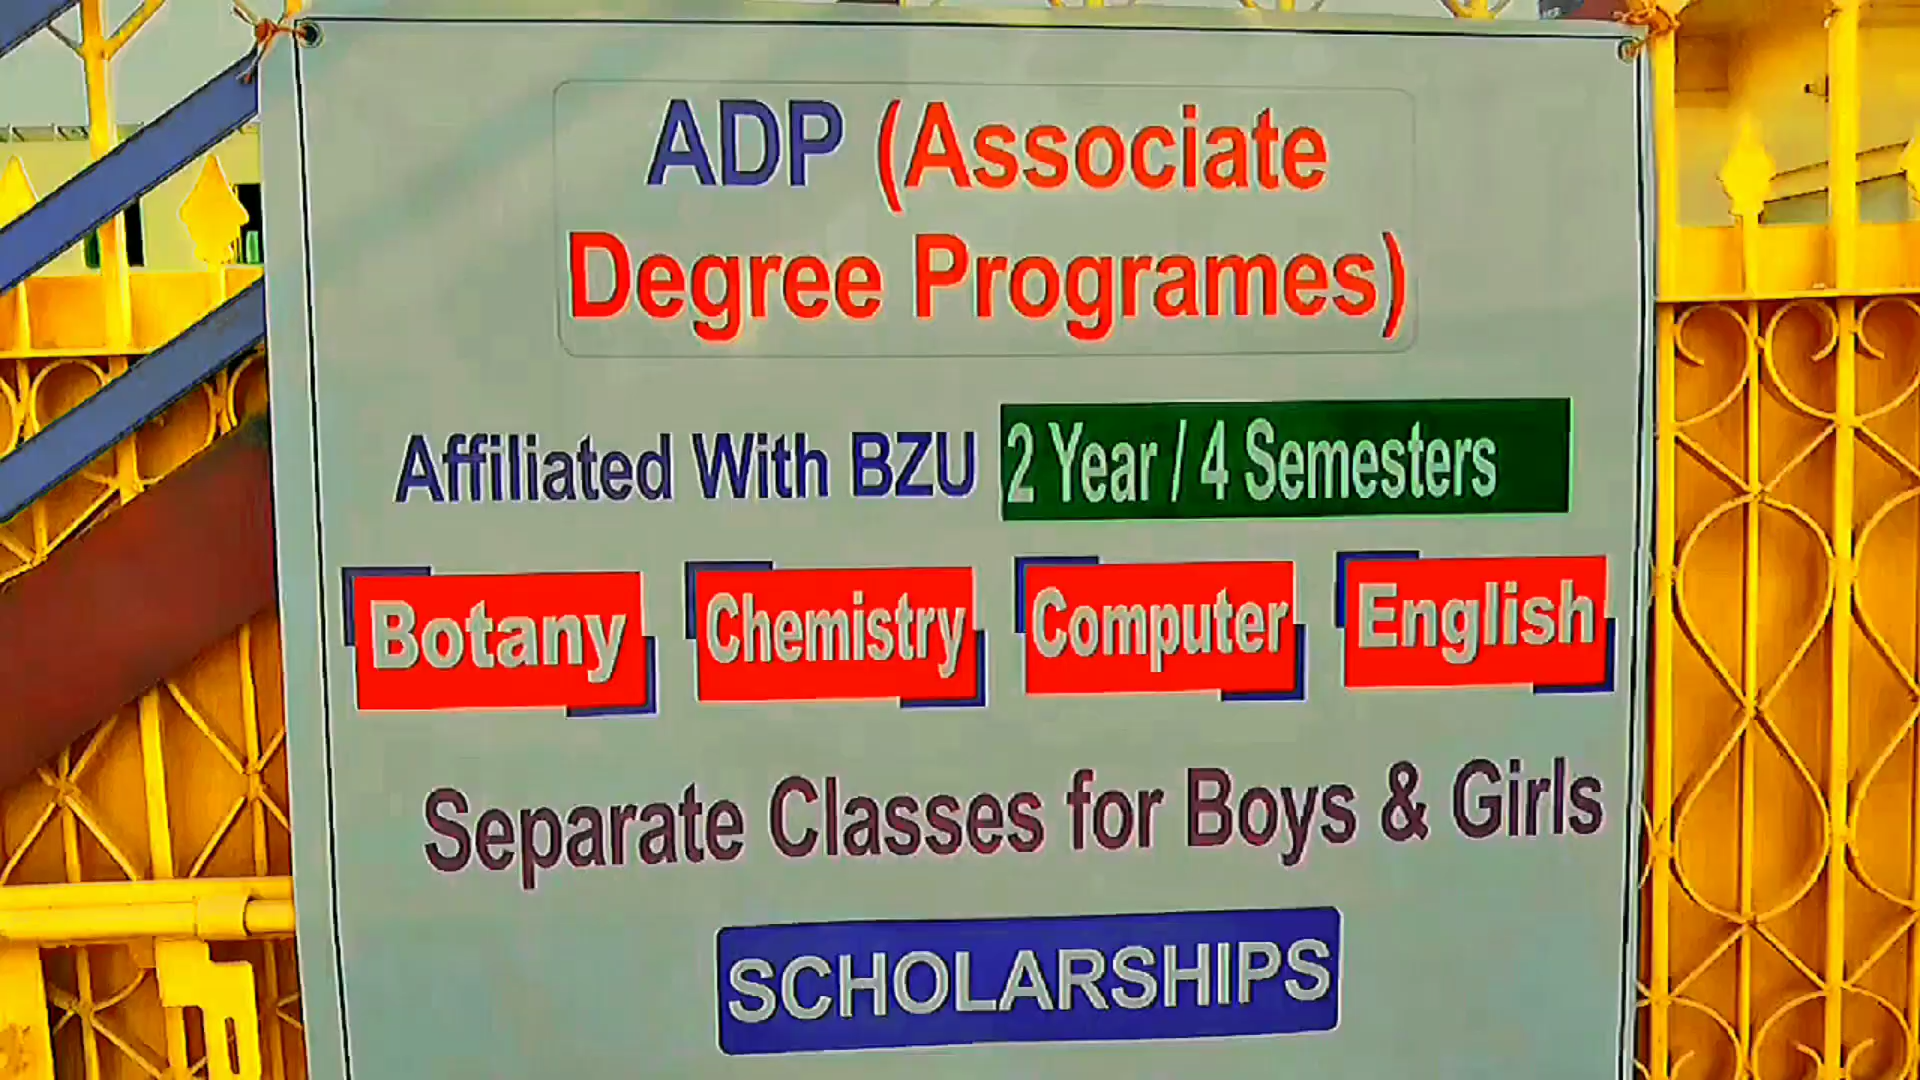 ADP (Associate
Degree Programes)
Affiliated With BZU 2 Year / 4 Semesters
Botany Chemistry Computer English
Separate Classes for Boys & Girls
SCHOLARSHIPS